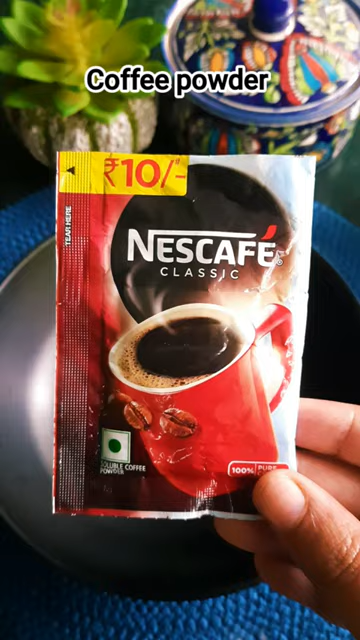 Coffee powder
₹10/-
TEAR HERE
NESCAFÉ
CLASSIC
SOLUBLE COFFEE
POWDER
100% PURE